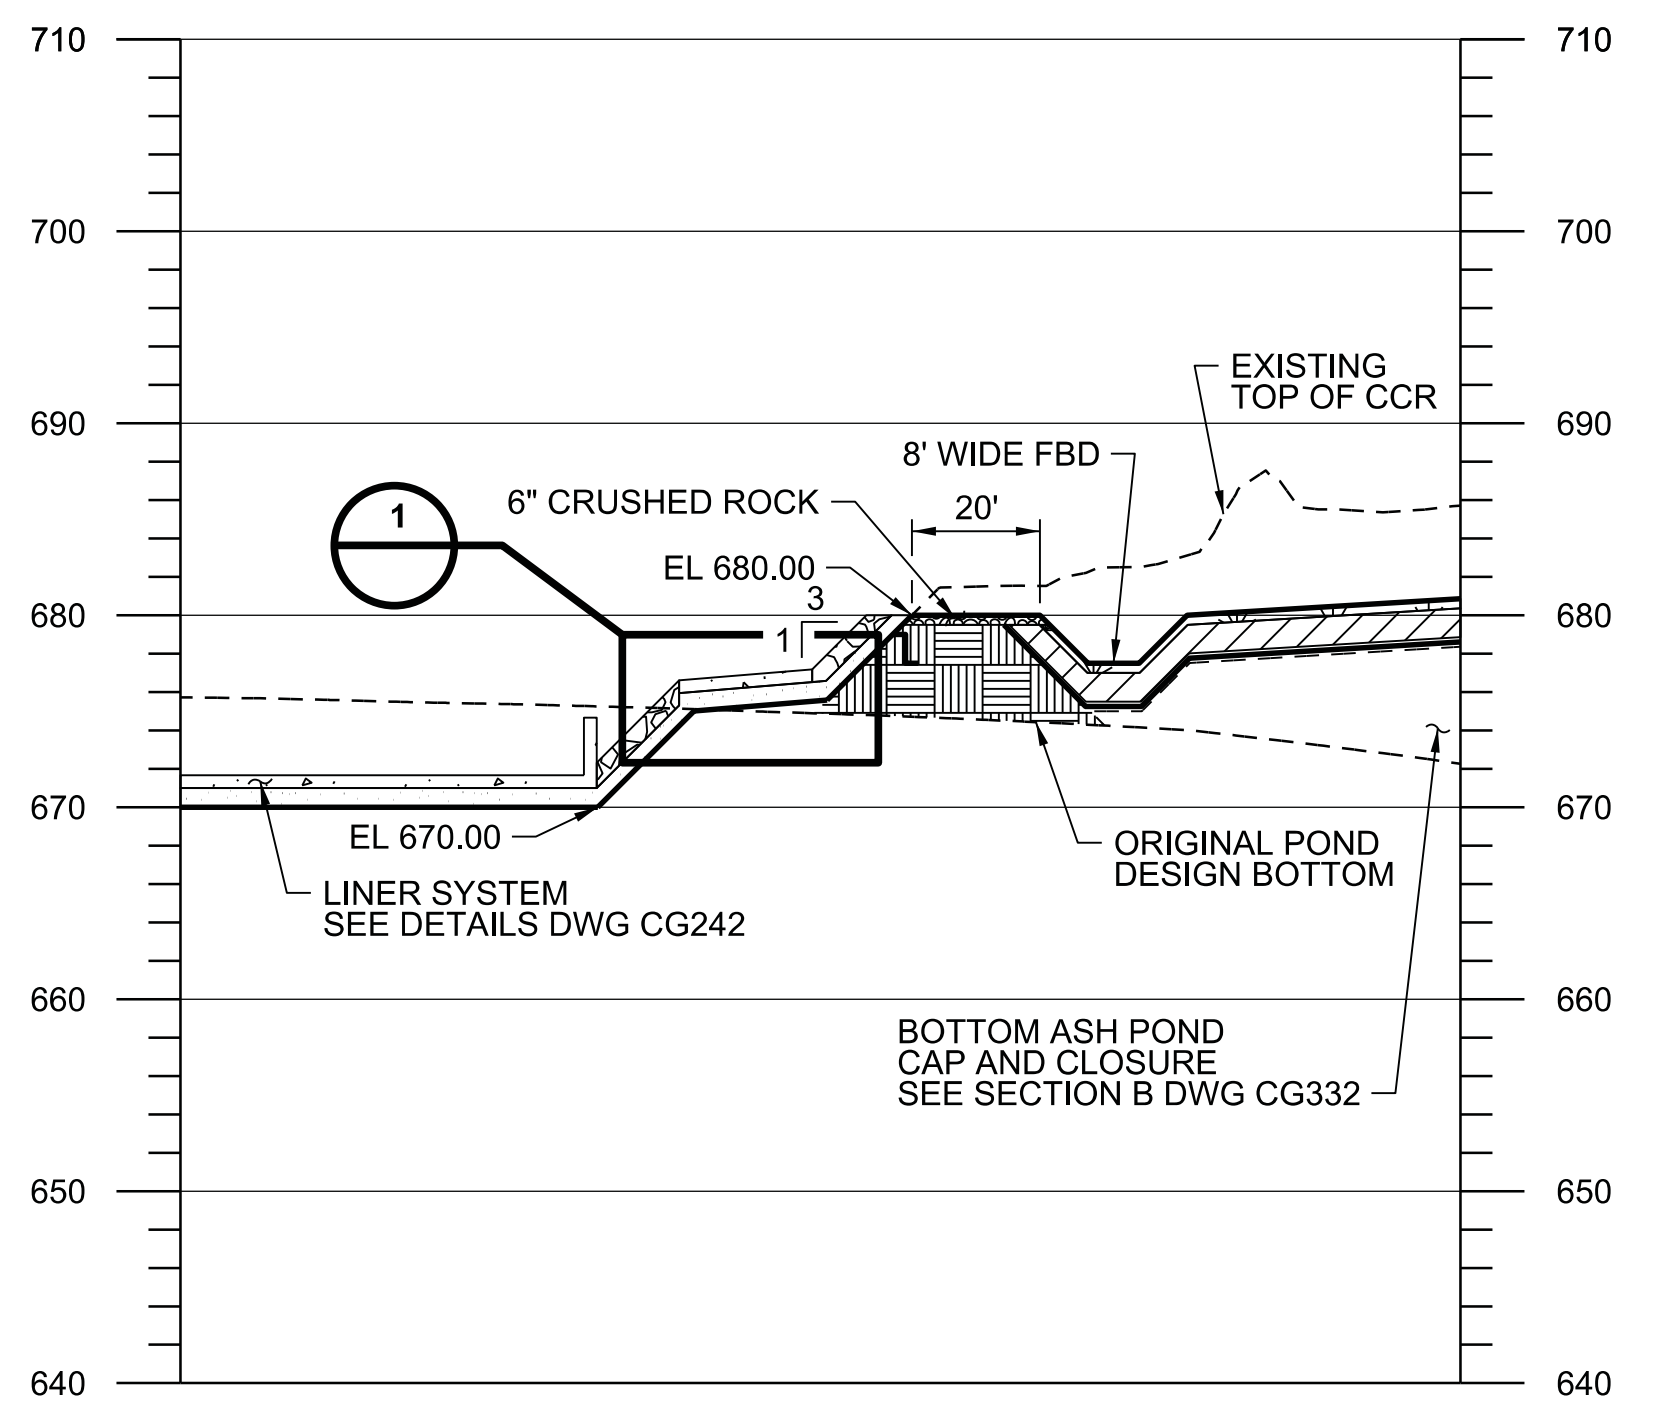 710
710
700
700
EXISTING
TOP OF CCR
690
690
8' WIDE FBD
6" CRUSHED ROCK
20'
1
EL 680.00
3
680
680
1
670
670
EL 670.00
ORIGINAL POND
DESIGN BOTTOM
LINER SYSTEM
SEE DETAILS DWG CG242
660
660
BOTTOM ASH POND
CAP AND CLOSURE
SEE SECTION B DWG CG332
650
650
640
640